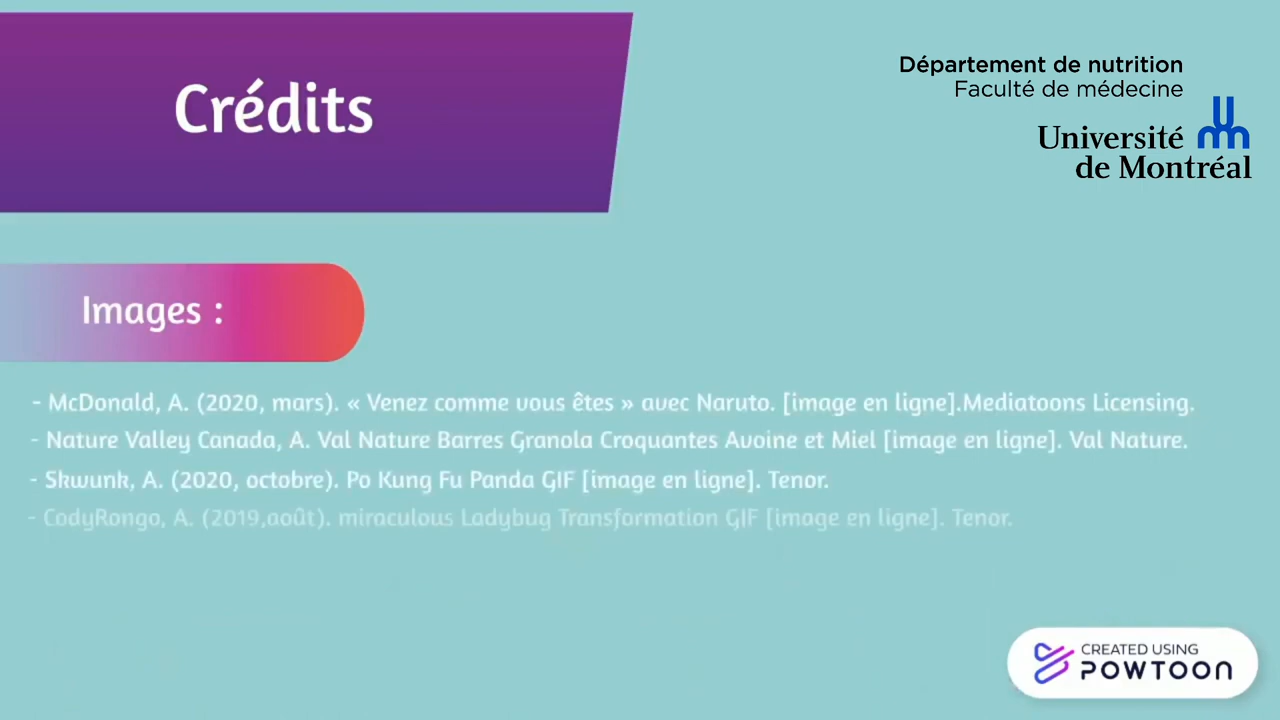 Crédits
Département de nutrition
Faculté de médecine
Université
de Montréal
Images :
- McDonald, A. (2020, mars). « Venez comme vous êtes » avec Naruto. [image en ligne].Mediatoons Licensing.
- Nature Valley Canada, A. Val Nature Barres Granola Croquantes Avoine et Miel [image en ligne]. Val Nature.
- Skwunk, A. (2020, octobre). Po Kung Fu Panda GIF [image en ligne]. Tenor.
- CodyRongo, A. (2019,août). miraculous Ladybug Transformation GIF [image en ligne]. Tenor.
CREATED USING
POWTOON